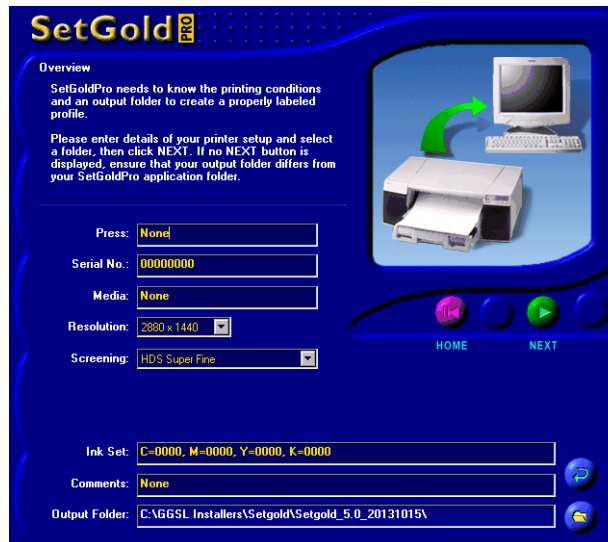 SetGold PRO
Overview
SetGoldPro needs to know the printing conditions
and an output folder to create a properly labeled
profile.
Please enter details of your printer setup and select
a folder, then click NEXT. If no NEXT button is
displayed, ensure that your output folder differs from
your SetGoldPro application folder.
Press: None
Serial No.: 00000000
Media: None
Resolution: 2880 x 1440
Screening: HDS Super Fine
HOME NEXT
Ink Set: C=0000, M=0000, Y=0000, K=0000
Comments: None
Output Folder: C:\GGSL Installers\Setgold\Setgold_5.0_20131015\